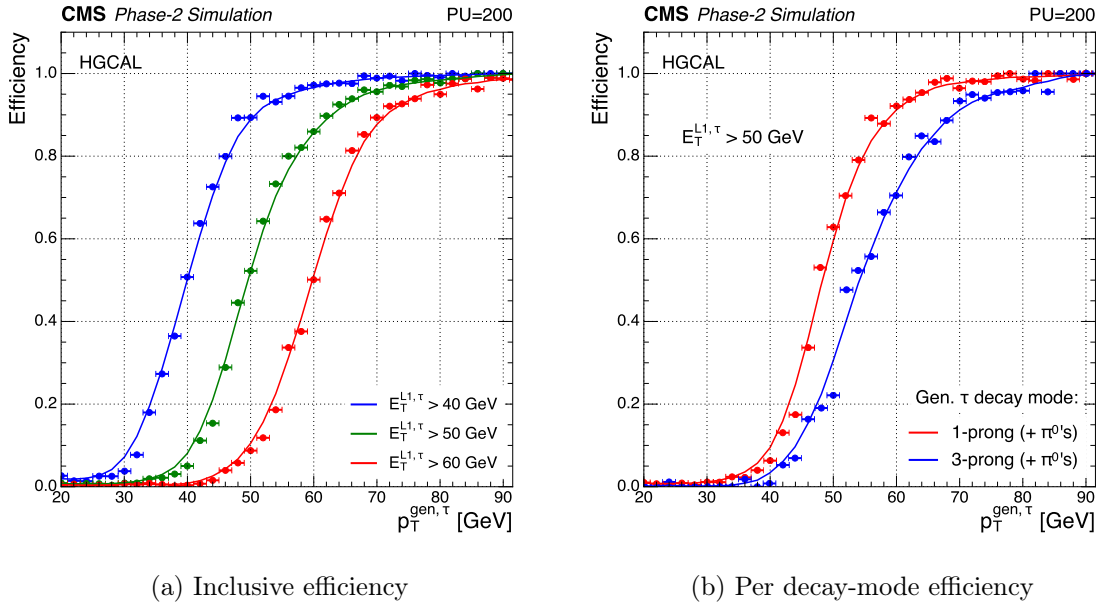 CMS Phase-2 Simulation PU=200
HGCAL
Efficiency
1.0
0.8
0.6
0.4
0.2
0.0
E_T^{L1, τ} > 40 GeV
E_T^{L1, τ} > 50 GeV
E_T^{L1, τ} > 60 GeV
20 30 40 50 60 70 80 90
p_T^{gen, τ} [GeV]
(a) Inclusive efficiency
CMS Phase-2 Simulation PU=200
HGCAL
Efficiency
E_T^{L1, τ} > 50 GeV
1.0
0.8
0.6
0.4
0.2
0.0
Gen. τ decay mode:
1-prong (+ π⁰'s)
3-prong (+ π⁰'s)
20 30 40 50 60 70 80 90
p_T^{gen, τ} [GeV]
(b) Per decay-mode efficiency